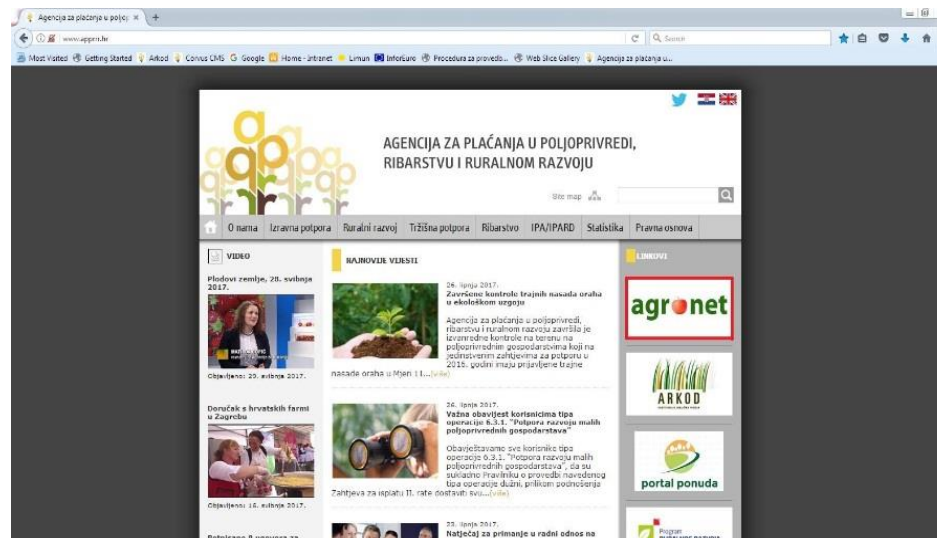 Agencija za plaćanja u poljop
www.apprrr.hr
Search
Most Visited Getting Started Arkod Corvus CMS Google Home - Intranet Limun InforEuro Procedura za provedb... Web Slice Gallery Agencija za plaćanja u...
AGENCIJA ZA PLAĆANJA U POLJOPRIVREDI,
RIBARSTVU I RURALNOM RAZVOJU
Site map
O nama Izravna potpora Ruralni razvoj Tržišna potpora Ribarstvo IPA/IPARD Statistika Pravna osnova
VIDEO
Plodovi zemlje, 28. svibnja
2017.
Objavljeno: 29. svibnja 2017.
Doručak s hrvatskih farmi
u Zagrebu
Objavljeno: 16. svibnja 2017.
NAJNOVIJE VIJESTI
26. lipnja 2017.
Završene kontrole trajnih nasada oraha
u ekološkom uzgoju
Agencija za plaćanja u poljoprivredi,
ribarstvu i ruralnom razvoju završila je
izvanredne kontrole na terenu na
poljoprivrednim gospodarstvima koji na
jedinstvenim zahtjevima za potporu u
2016. godini imaju prijavljene trajne
nasade oraha u Mjeri 11...(više)
26. lipnja 2017.
Važna obavijest korisnicima tipa
operacije 6.3.1. "Potpora razvoju malih
poljoprivrednih gospodarstava"
Obavještavamo sve korisnike tipa
operacije 6.3.1. "Potpora razvoju malih
poljoprivrednih gospodarstava", da su
sukladno Pravilniku o provedbi navedenog
tipa operacije dužni, prilikom podnošenja
Zahtjeva za isplatu II. rate dostaviti svu...(više)
23. lipnja 2017.
Natječaj za primanje u radni odnos na
LINKOVI
agronet
ARKOD
portal ponuda
Program